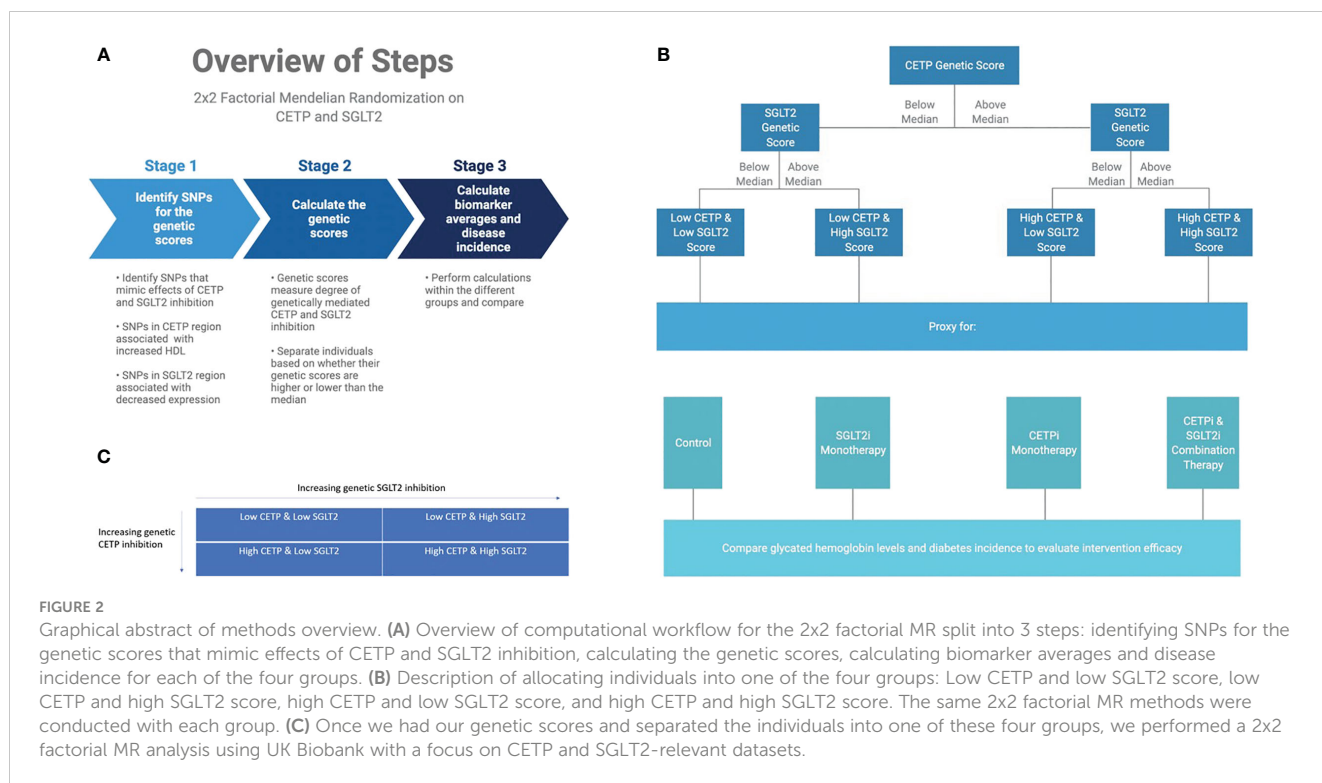 A
Overview of Steps
2x2 Factorial Mendelian Randomization on
CETP and SGLT2
Stage 1
Stage 2
Stage 3
Identify SNPs
for the
genetic
scores
Calculate the
genetic
scores
Calculate
biomarker
averages and
disease
incidence
• Identify SNPs that
mimic effects of CETP
and SGLT2 inhibition
• SNPs in CETP region
associated with
increased HDL
• SNPs in SGLT2 region
associated with
decreased expression
• Genetic scores
measure degree of
genetically mediated
CETP and SGLT2
inhibition
• Separate individuals
based on whether their
genetic scores are
higher or lower than the
median
• Perform calculations
within the different
groups and compare
B
CETP Genetic Score
Below
Median
Above
Median
SGLT2
Genetic
Score
SGLT2
Genetic
Score
Below
Median
Above
Median
Below
Median
Above
Median
Low CETP &
Low SGLT2
Score
Low CETP &
High SGLT2
Score
High CETP &
Low SGLT2
Score
High CETP &
High SGLT2
Score
Proxy for:
Control
SGLT2i
Monotherapy
CETPi
Monotherapy
CETPi &
SGLT2i
Combination
Therapy
Compare glycated hemoglobin levels and diabetes incidence to evaluate intervention efficacy
C
Increasing genetic SGLT2 inhibition
Increasing genetic
CETP inhibition
Low CETP & Low SGLT2
Low CETP & High SGLT2
High CETP & Low SGLT2
High CETP & High SGLT2
FIGURE 2
Graphical abstract of methods overview. (A) Overview of computational workflow for the 2x2 factorial MR split into 3 steps: identifying SNPs for the
genetic scores that mimic effects of CETP and SGLT2 inhibition, calculating the genetic scores, calculating biomarker averages and disease
incidence for each of the four groups. (B) Description of allocating individuals into one of the four groups: Low CETP and low SGLT2 score, low
CETP and high SGLT2 score, high CETP and low SGLT2 score, and high CETP and high SGLT2 score. The same 2x2 factorial MR methods were
conducted with each group. (C) Once we had our genetic scores and separated the individuals into one of these four groups, we performed a 2x2
factorial MR analysis using UK Biobank with a focus on CETP and SGLT2-relevant datasets.